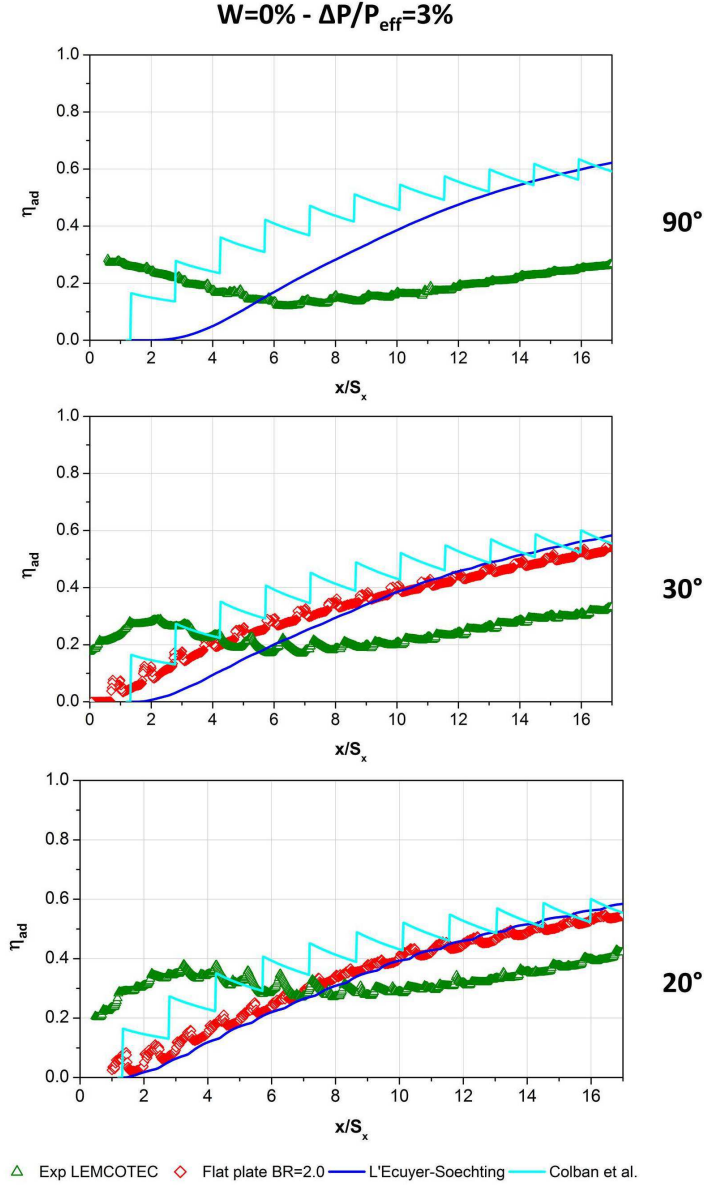 W=0% - ΔP/Peff=3%
1.0
0.8
0.6
0.4
0.2
0.0
ηad
0 2 4 6 8 10 12 14 16
x/Sx
90°
1.0
0.8
0.6
0.4
0.2
0.0
ηad
0 2 4 6 8 10 12 14 16
x/Sx
30°
1.0
0.8
0.6
0.4
0.2
0.0
ηad
0 2 4 6 8 10 12 14 16
x/Sx
20°
Exp LEMCOTEC Flat plate BR=2.0 L'Ecuyer-Soechting Colban et al.